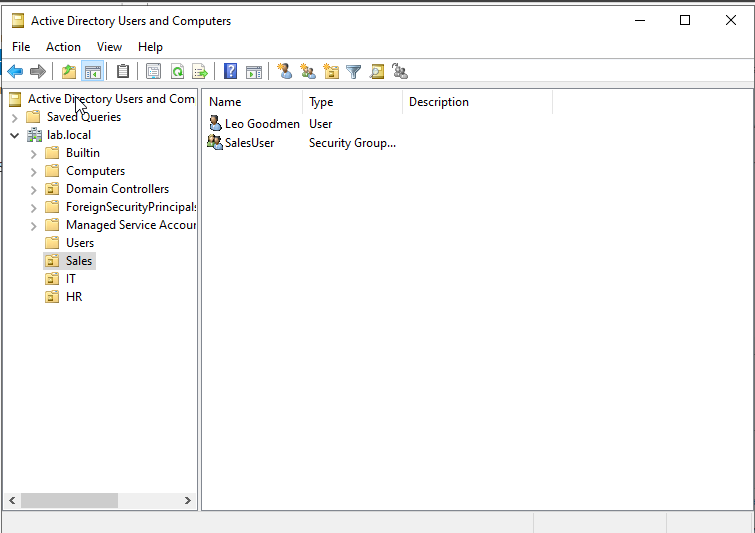 Active Directory Users and Computers
File Action View Help
Active Directory Users and Com
Saved Queries
lab.local
Builtin
Computers
Domain Controllers
ForeignSecurityPrincipals
Managed Service Accour
Users
Sales
IT
HR
Name Type Description
Leo Goodmen User
SalesUser Security Group...